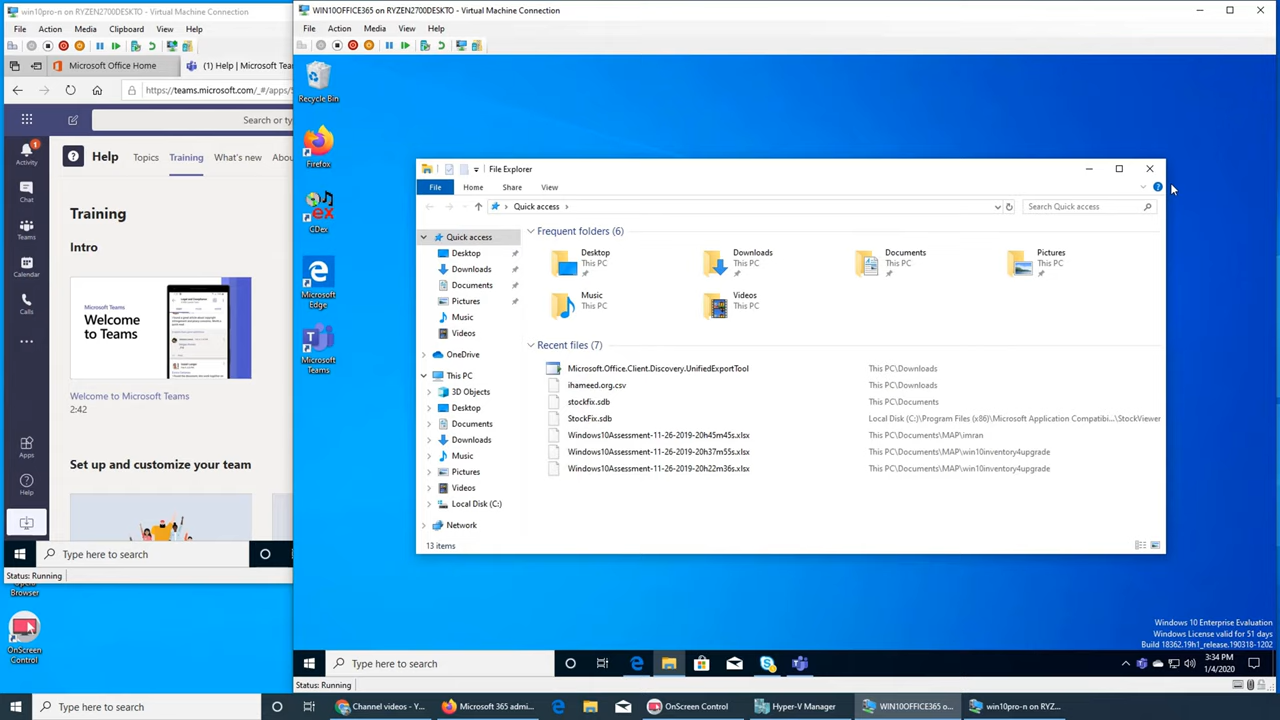 win10pro-n on RYZEN2700DESKTO - Virtual Machine Connection
File Action Media Clipboard View Help
Microsoft Office Home
(1) Help | Microsoft Team
https://teams.microsoft.com/_#/apps/
Search or ty
Activity
1
Chat
Teams
Calendar
Calls
Apps
Help
Help Topics Training What's new Abou
Training
Intro
Microsoft Teams
Welcome
to Teams
Welcome to Microsoft Teams
2:42
Set up and customize your team
Type here to search
Status: Running
Browser
OnScreen
Control
WIN10OFFICE365 on RYZEN2700DESKTO - Virtual Machine Connection
File Action Media View Help
Recycle Bin
Firefox
CDex
Microsoft
Edge
Microsoft
Teams
File Explorer
File Home Share View
Quick access
Search Quick access
Quick access
Desktop
Downloads
Documents
Pictures
Music
Videos
OneDrive
This PC
3D Objects
Desktop
Documents
Downloads
Music
Pictures
Videos
Local Disk (C:)
Network
Frequent folders (6)
Desktop
This PC
Downloads
This PC
Documents
This PC
Pictures
This PC
Music
This PC
Videos
This PC
Recent files (7)
Microsoft.Office.Client.Discovery.UnifiedExportTool This PC\Downloads
ihameed.org.csv This PC\Downloads
stockfix.sdb This PC\Documents
StockFix.sdb Local Disk (C:)\Program Files (x86)\Microsoft Application Compatibi...\StockViewer
Windows10Assessment-11-26-2019-20h45m45s.xlsx This PC\Documents\MAP\imran
Windows10Assessment-11-26-2019-20h37m55s.xlsx This PC\Documents\MAP\win10inventory4upgrade
Windows10Assessment-11-26-2019-20h22m36s.xlsx This PC\Documents\MAP\win10inventory4upgrade
13 items
Windows 10 Enterprise Evaluation
Windows License valid for 51 days
Build 18362.19h1_release.190318-1202
Type here to search
3:34 PM
1/4/2020
Status: Running
Type here to search
Channel videos - Y...
Microsoft 365 admi...
OnScreen Control
Hyper-V Manager
WIN10OFFICE365 o...
win10pro-n on RYZ...